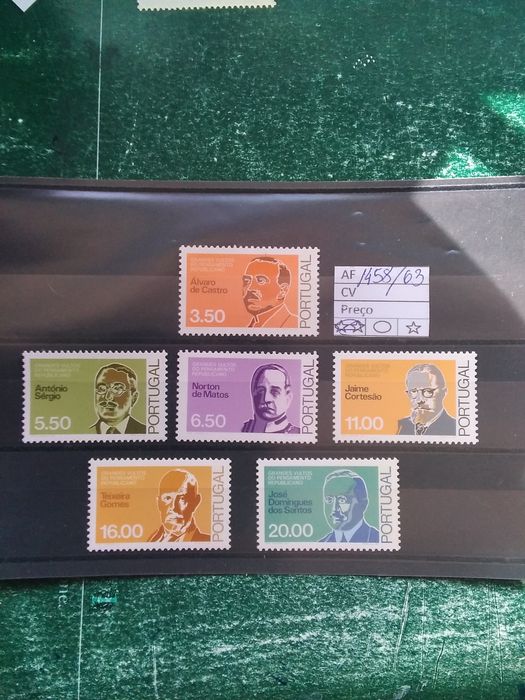 GRANDES VULTOS
DO PENSAMENTO
REPUBLICANO
Álvaro
de Castro
3.50
PORTUGAL
AF 1458/63
CV
Preço
GRANDES VULTOS
DO PENSAMENTO
REPUBLICANO
António
Sérgio
5.50
PORTUGAL
GRANDES VULTOS
DO PENSAMENTO
REPUBLICANO
Norton
de Matos
6.50
PORTUGAL
GRANDES VULTOS
DO PENSAMENTO
REPUBLICANO
Jaime
Cortesão
11.00
PORTUGAL
GRANDES VULTOS
DO PENSAMENTO
REPUBLICANO
Teixeira
Gomes
16.00
PORTUGAL
GRANDES VULTOS
DO PENSAMENTO
REPUBLICANO
José
Domingues
dos Santos
20.00
PORTUGAL